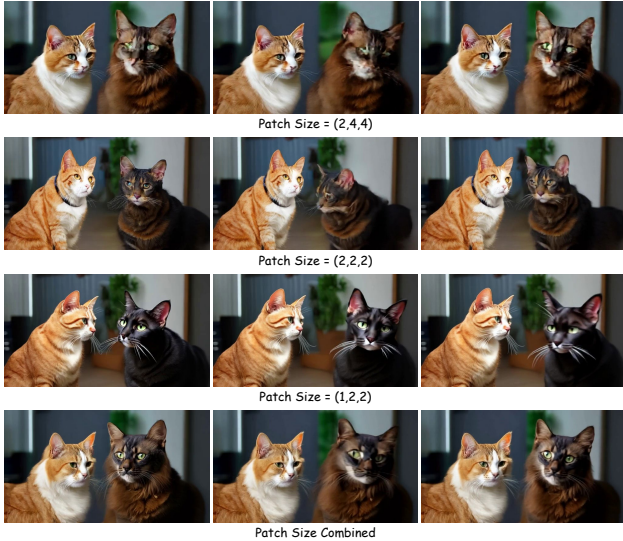 Patch Size = (2,4,4)
Patch Size = (2,2,2)
Patch Size = (1,2,2)
Patch Size Combined